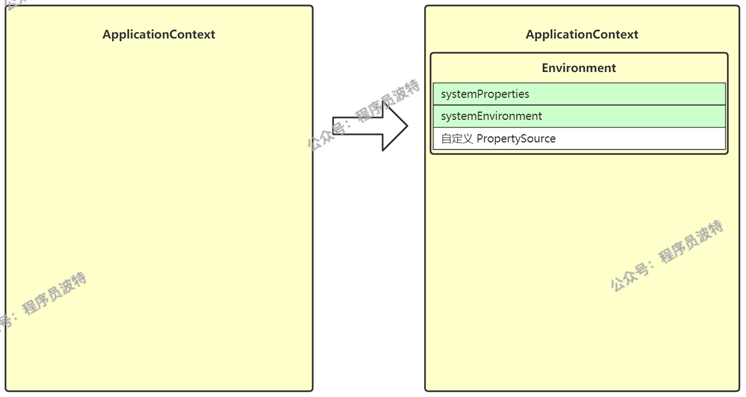 ApplicationContext
ApplicationContext
Environment
systemProperties
systemEnvironment
自定义 PropertySource
公众号：程序员波特
公众号：程序员波特
号：程序员波特